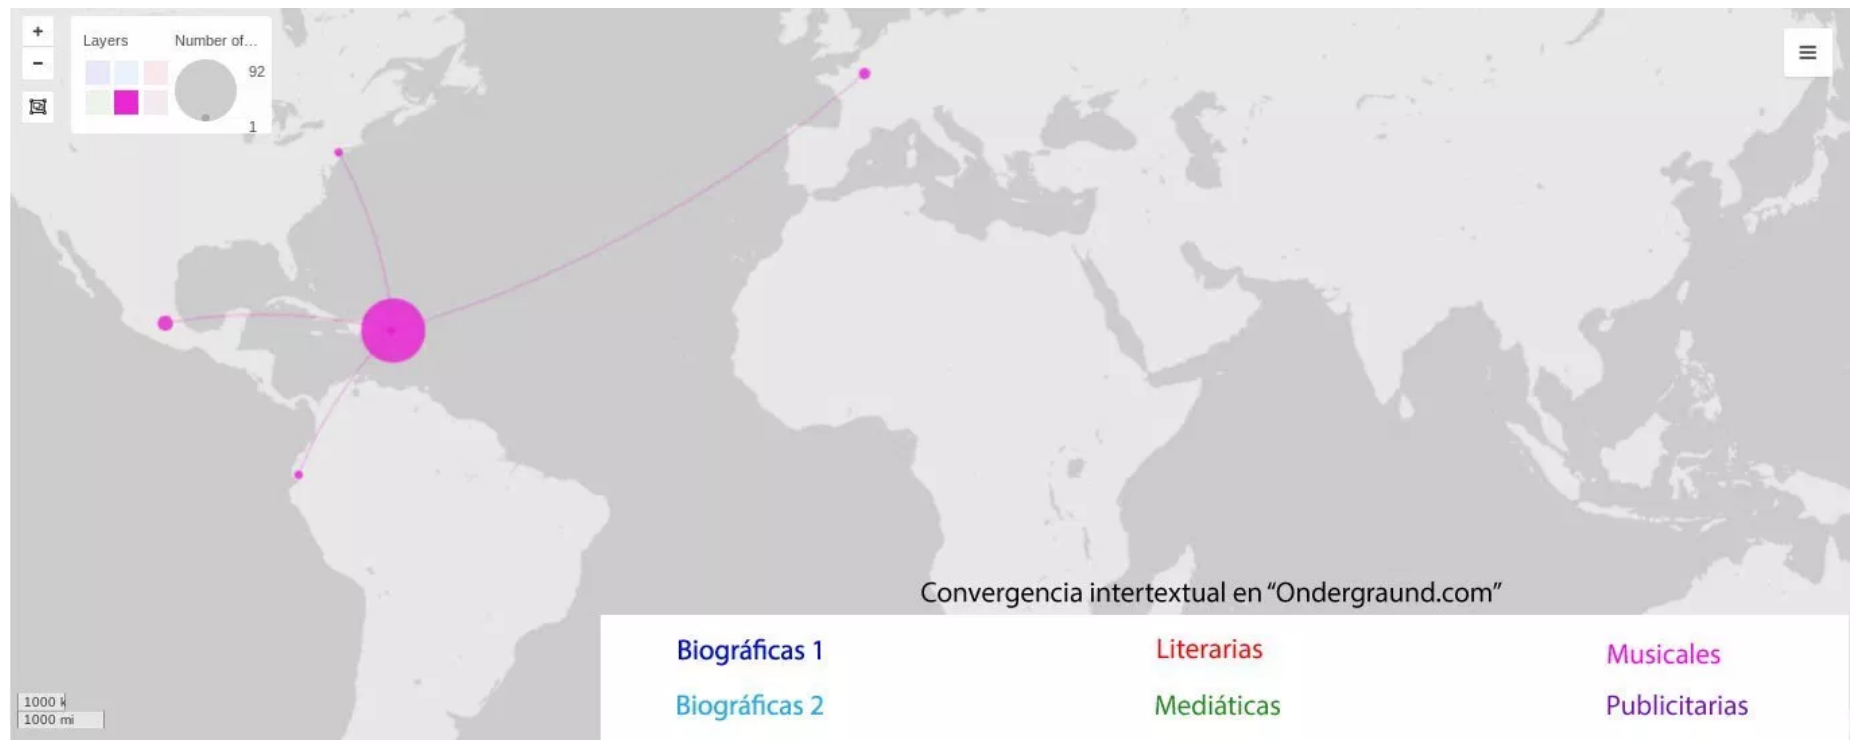 +
Layers
Number of...
92
−
1
Convergencia intertextual en “Ondergraund.com”
Biográficas 1
Literarias
Musicales
Biográficas 2
Mediáticas
Publicitarias
1000 k
1000 mi